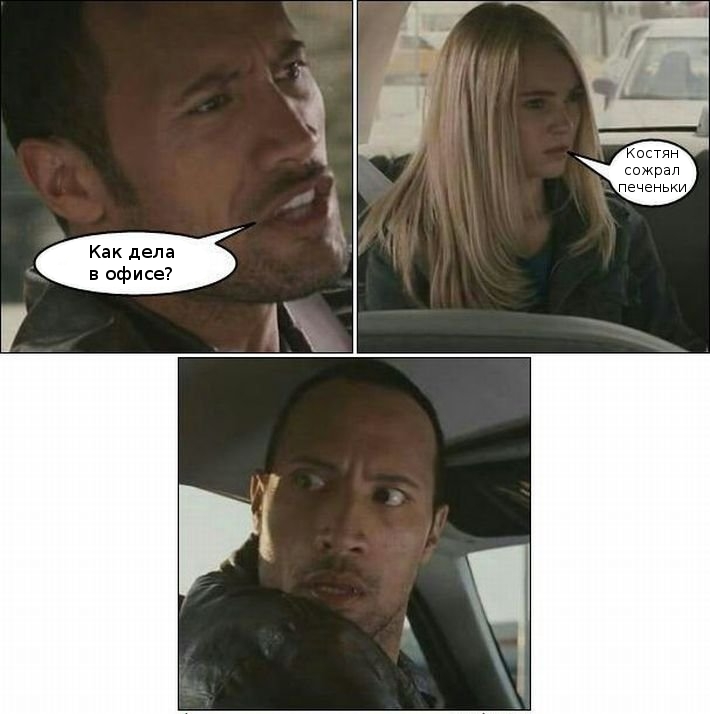 Как дела
в офисе?
Костян
сожрал
печеньки